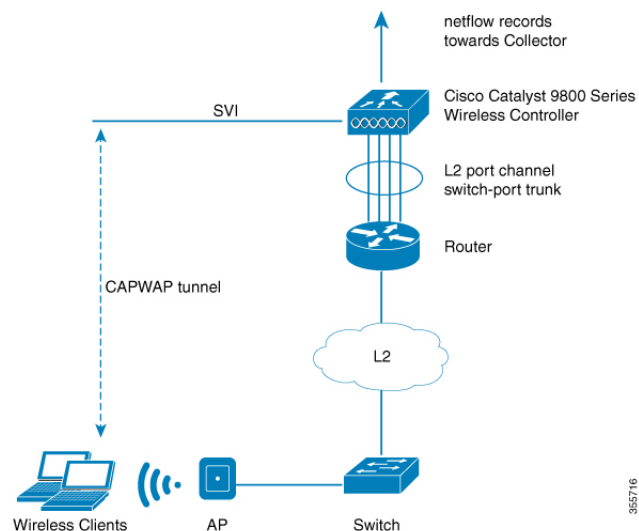 netflow records
towards Collector
Cisco Catalyst 9800 Series
Wireless Controller
SVI
L2 port channel
switch-port trunk
Router
CAPWAP tunnel
L2
Wireless Clients
AP
Switch
355716